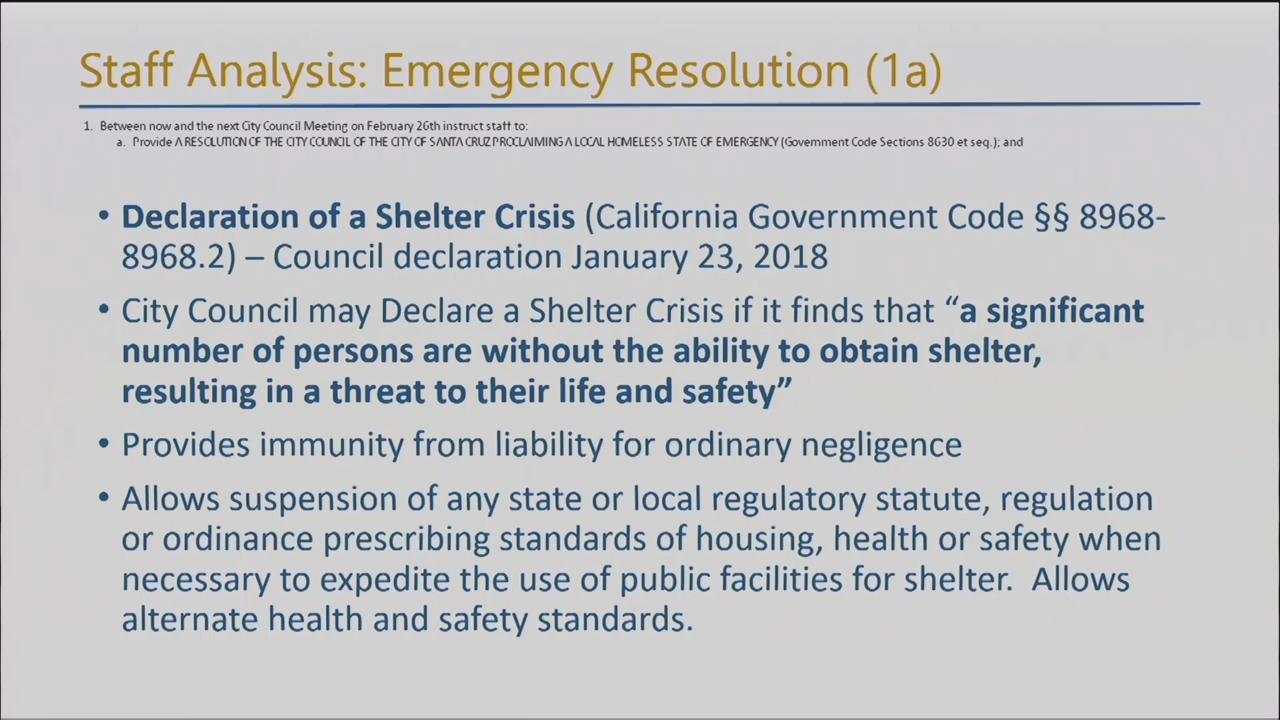 Staff Analysis: Emergency Resolution (1a)
1. Between now and the next City Council Meeting on February 26th instruct staff to:
a. Provide A RESOLUTION OF THE CITY COUNCIL OF THE CITY OF SANTA CRUZ PROCLAIMING A LOCAL HOMELESS STATE OF EMERGENCY (Government Code Sections 8630 et seq.); and
• Declaration of a Shelter Crisis (California Government Code §§ 8968-
8968.2) – Council declaration January 23, 2018
• City Council may Declare a Shelter Crisis if it finds that “a significant
number of persons are without the ability to obtain shelter,
resulting in a threat to their life and safety”
• Provides immunity from liability for ordinary negligence
• Allows suspension of any state or local regulatory statute, regulation
or ordinance prescribing standards of housing, health or safety when
necessary to expedite the use of public facilities for shelter.  Allows
alternate health and safety standards.